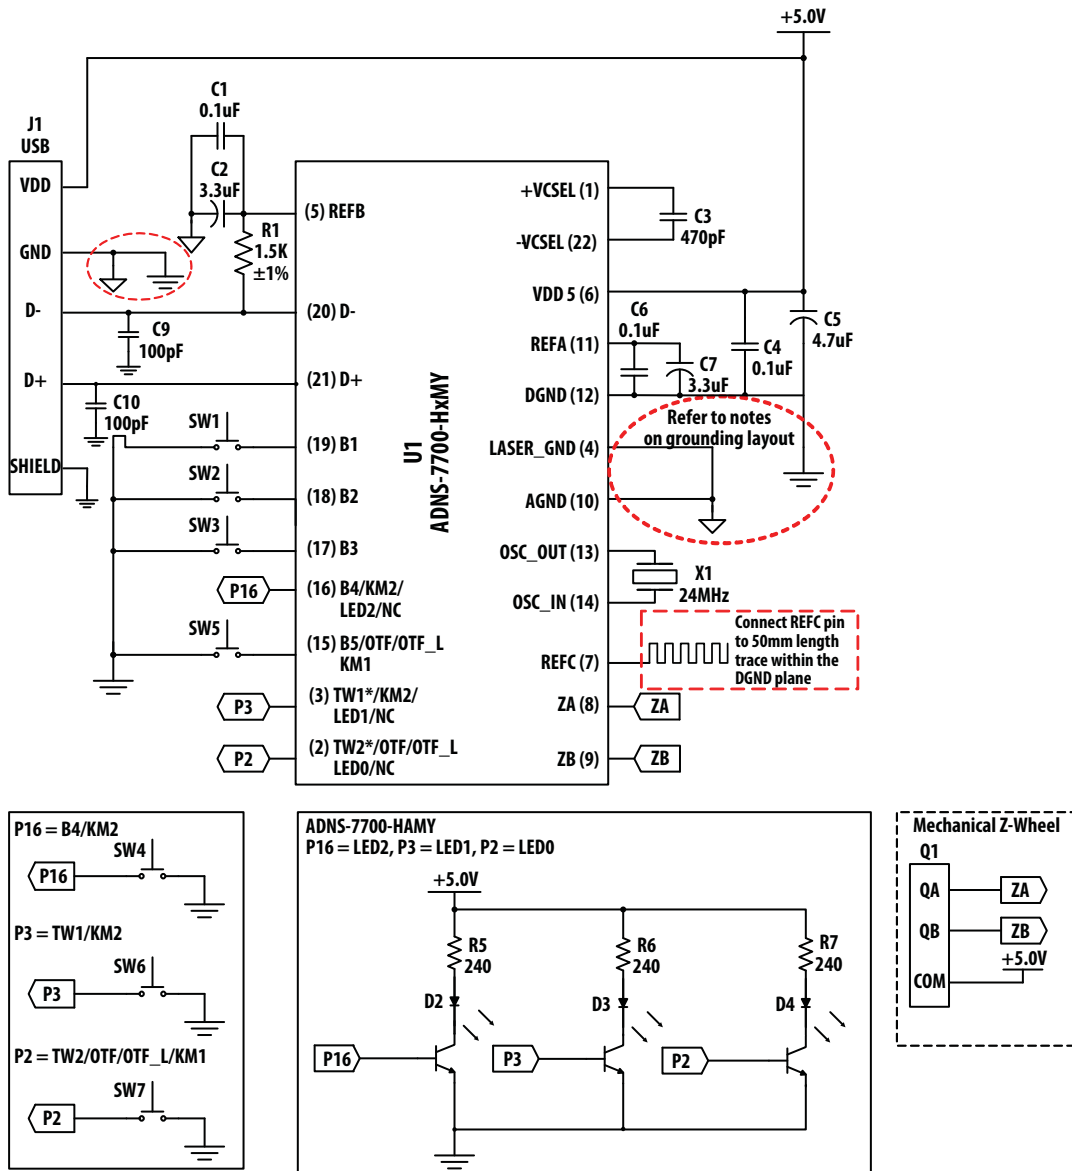 +5.0V
C1
0.1uF
J1
USB
C2
3.3uF
VDD
GND
D-
D+
SHIELD
R1
1.5K
±1%
C9
100pF
C10
100pF
SW1
SW2
SW3
P16
SW5
P3
P2
(5) REFB
(20) D-
(21) D+
(19) B1
(18) B2
(17) B3
(16) B4/KM2/
LED2/NC
(15) B5/OTF/OTF_L
KM1
(3) TW1*/KM2/
LED1/NC
(2) TW2*/OTF/OTF_L
LED0/NC
U1
ADNS-7700-HxMY
+VCSEL (1)
-VCSEL (22)
VDD 5 (6)
REFA (11)
DGND (12)
LASER_GND (4)
AGND (10)
OSC_OUT (13)
OSC_IN (14)
REFC (7)
ZA (8)
ZB (9)
C3
470pF
C6
0.1uF
C7
3.3uF
C4
0.1uF
C5
4.7uF
Refer to notes
on grounding layout
X1
24MHz
Connect REFC pin
to 50mm length
trace within the
DGND plane
ZA
ZB
P16 = B4/KM2
SW4
P16
P3 = TW1/KM2
SW6
P3
P2 = TW2/OTF/OTF_L/KM1
SW7
P2
ADNS-7700-HAMY
P16 = LED2, P3 = LED1, P2 = LED0
+5.0V
R5
240
R6
240
R7
240
D2
D3
D4
P16
P3
P2
Mechanical Z-Wheel
Q1
QA
ZA
QB
ZB
+5.0V
COM